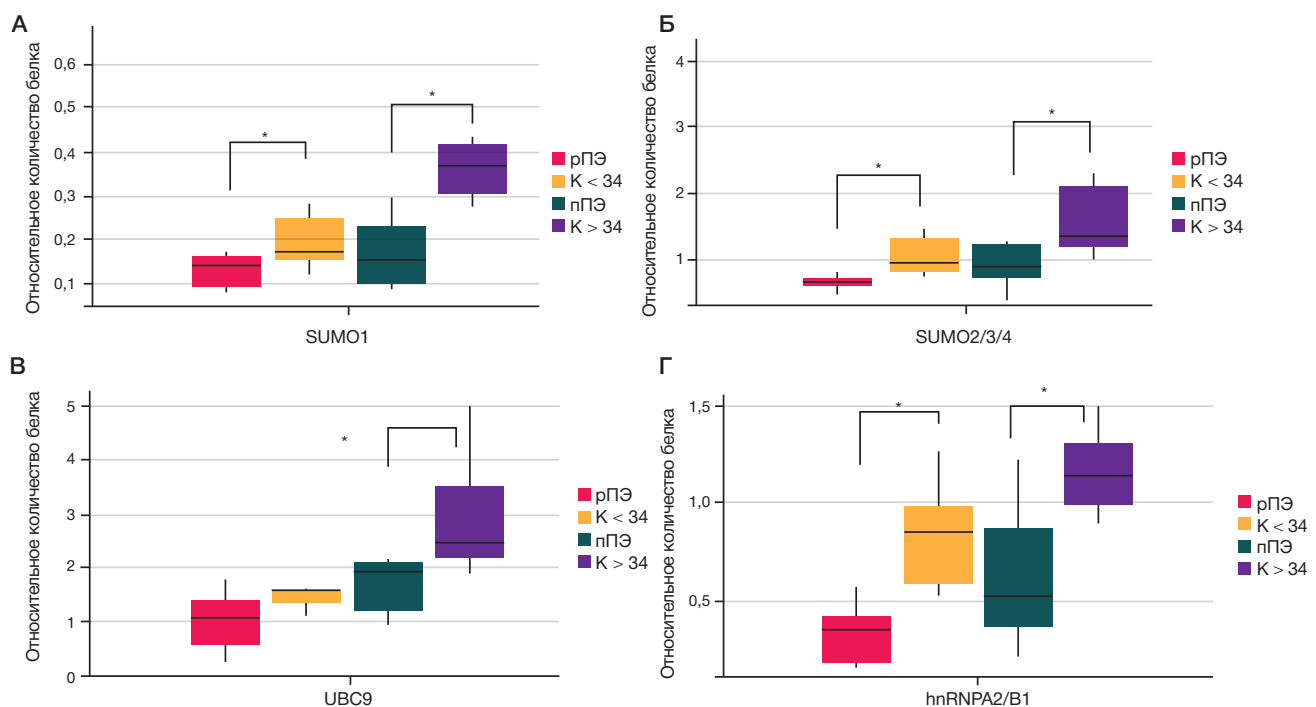 А
Относительное количество белка
0,6
0,5
0,4
0,3
0,2
0,1
*
*
SUMO1
рПЭ
K < 34
пПЭ
K > 34
Б
Относительное количество белка
4
3
2
1
*
*
SUMO2/3/4
рПЭ
K < 34
пПЭ
K > 34
В
Относительное количество белка
5
4
3
2
1
0
*
UBC9
рПЭ
K < 34
пПЭ
K > 34
Г
Относительное количество белка
1,5
1,0
0,5
*
*
hnRNPA2/B1
рПЭ
K < 34
пПЭ
K > 34